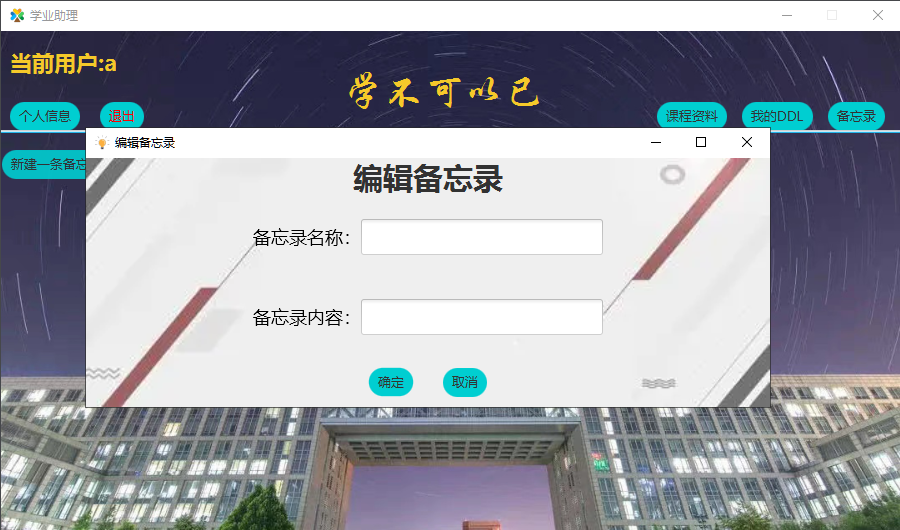 学业助理
当前用户:a
学不可以已
个人信息
退出
课程资料
我的DDL
备忘录
新建一条备忘
编辑备忘录
编辑备忘录
备忘录名称：
备忘录内容：
确定
取消